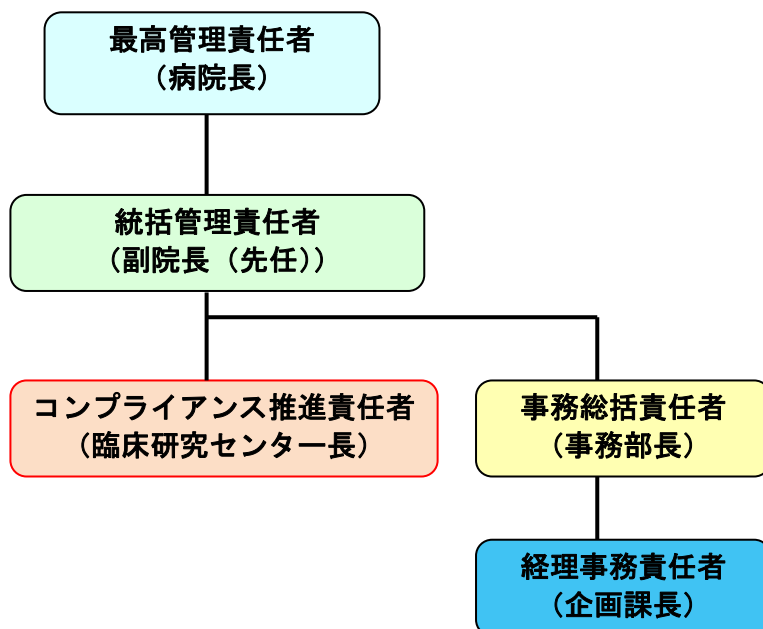 最高管理責任者
（病院長）
統括管理責任者
（副院長（先任））
コンプライアンス推進責任者
（臨床研究センター長）
事務総括責任者
（事務部長）
経理事務責任者
（企画課長）